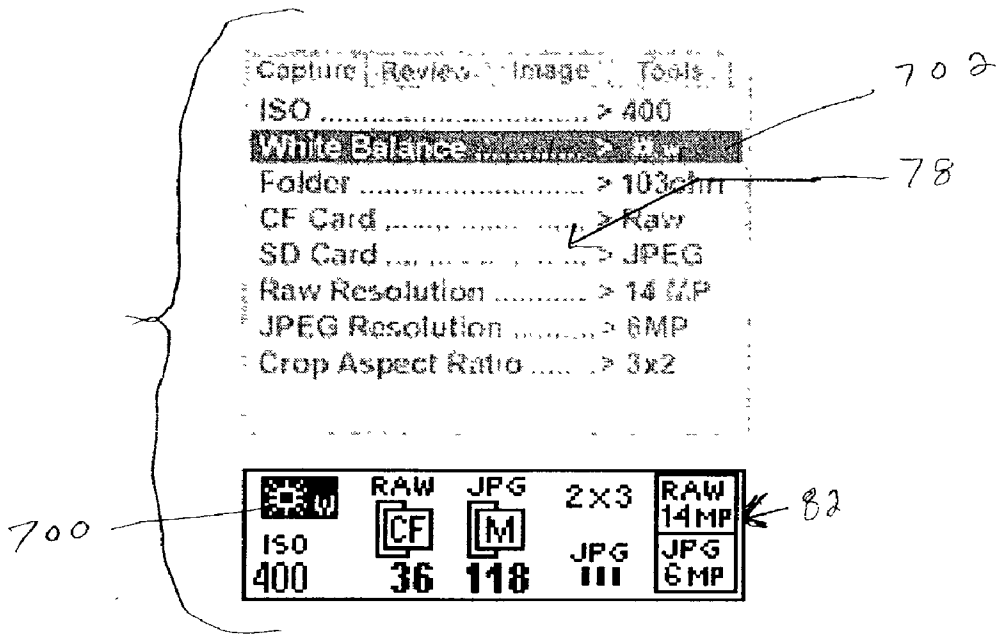 Capture Review Image Tools
702
ISO ............................ > 400
White Balance ............ > w
78
Folder ........................ > 103
CF Card ..................... > Raw
SD Card ..................... > JPEG
Raw Resolution ........... > 14 MP
JPEG Resolution ........ > 6MP
Crop Aspect Ratio ....... > 3x2
w RAW JPG 2X3 RAW
14MP
82
700
CF M
ISO JPG JPG
400 36 118 6MP